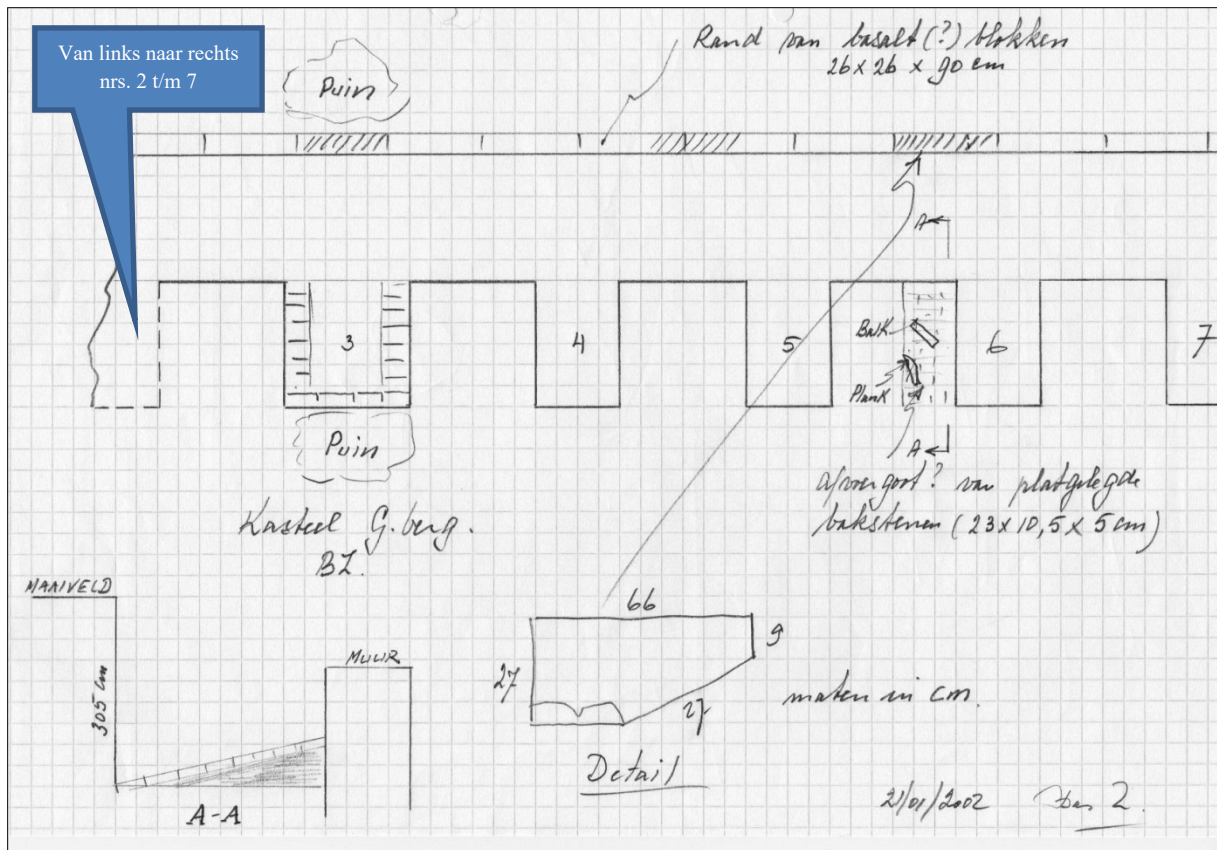 Van links naar rechts
nrs. 2 t/m 7
Puin
Rand van basalt (?) blokken
26 x 26 x 90 cm
A
3
4
5
Balk
Plank
6
7
A
Puin
afvoergoot? van platgelegde
bakstenen (23 x 10,5 x 5 cm)
Kasteel G.berg.
BZ.
MAAIVELD
305 cm
MUUR
A-A
66
9
27
27
maten in cm.
Detail
21/01/2002
2